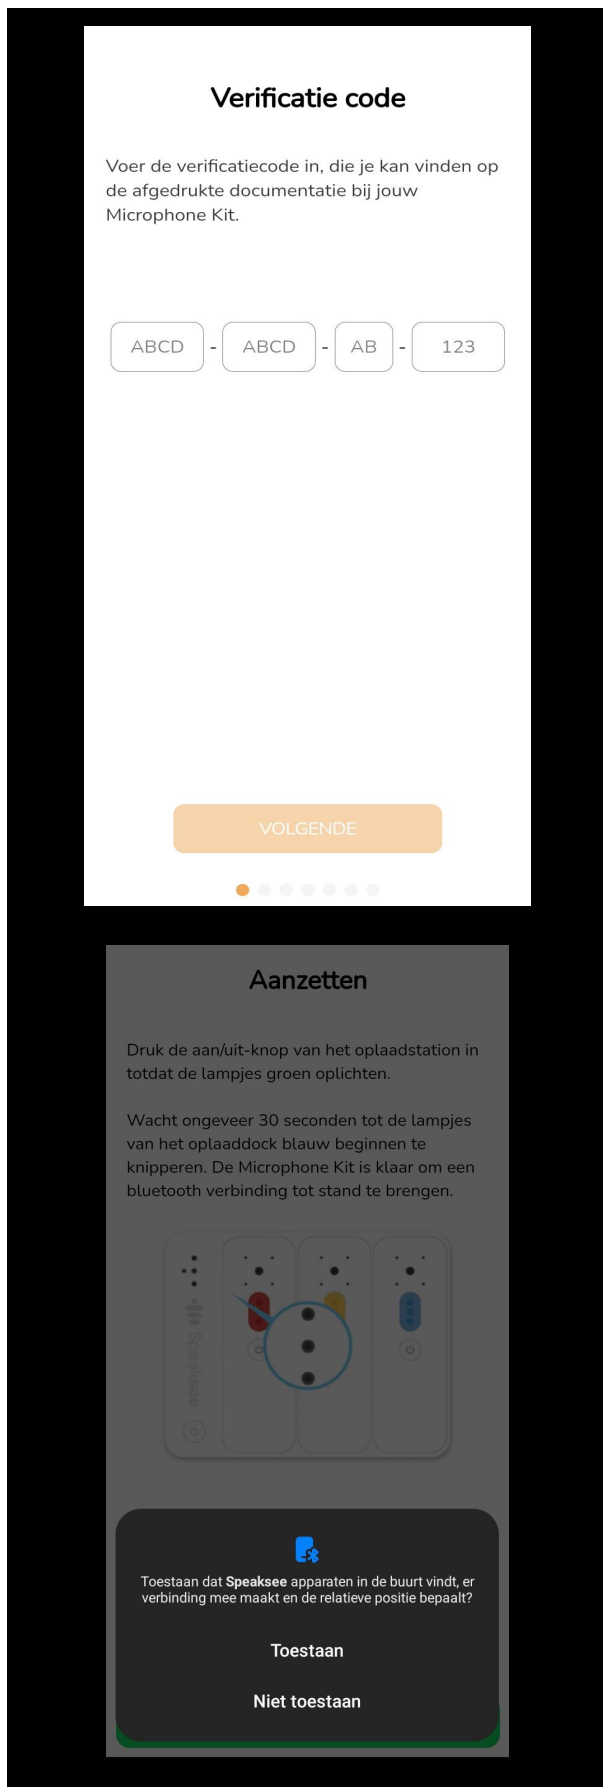 Verificatie code
Voer de verificatiecode in, die je kan vinden op
de afgedrukte documentatie bij jouw
Microphone Kit.
ABCD - ABCD - AB - 123
VOLGENDE
Aanzetten
Druk de aan/uit-knop van het oplaadstation in
totdat de lampjes groen oplichten.
Wacht ongeveer 30 seconden tot de lampjes
van het oplaaddock blauw beginnen te
knipperen. De Microphone Kit is klaar om een
bluetooth verbinding tot stand te brengen.
Speaksee
Toestaan dat Speaksee apparaten in de buurt vindt, er
verbinding mee maakt en de relatieve positie bepaalt?
Toestaan
Niet toestaan